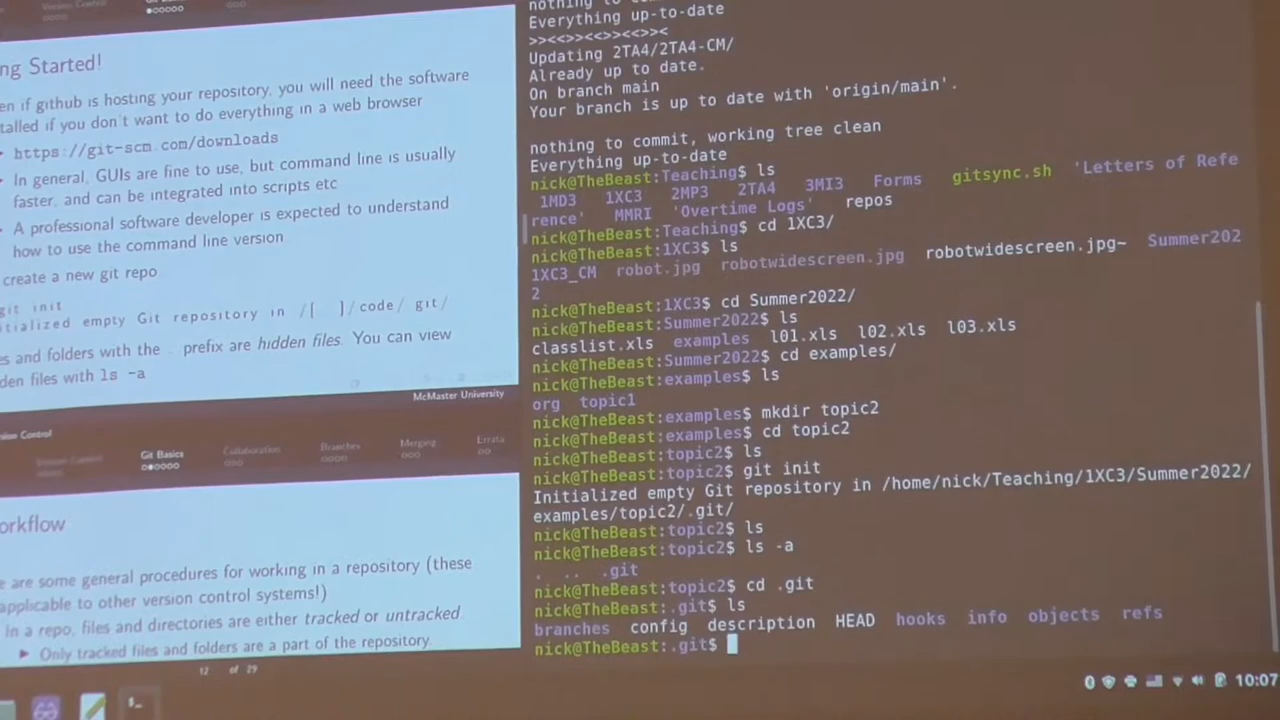 Version Control
ng Started!
en if github is hosting your repository, you will need the software
talled if you don't want to do everything in a web browser
https://git-scm.com/downloads
In general, GUIs are fine to use, but command line is usually
faster, and can be integrated into scripts etc
A professional software developer is expected to understand
how to use the command line version
create a new git repo
git init
tialized empty Git repository in /[ ]/code/ git/
es and folders with the . prefix are hidden files. You can view
den files with ls -a
McMaster University
sion Control
Version Control Git Basics Collaboration Branches Merging Errata
orkflow
e are some general procedures for working in a repository (these
applicable to other version control systems!)
In a repo, files and directories are either tracked or untracked.
Only tracked files and folders are a part of the repository.
12 of 29
Everything up-to-date
>><<>><<>><<>><
Updating 2TA4/2TA4-CM/
Already up to date.
On branch main
Your branch is up to date with 'origin/main'.
nothing to commit, working tree clean
Everything up-to-date
nick@TheBeast:Teaching$ ls
1MD3 1XC3 2MP3 2TA4 3MI3 Forms gitsync.sh 'Letters of Refe
rence' MMRI 'Overtime Logs' repos
nick@TheBeast:Teaching$ cd 1XC3/
nick@TheBeast:1XC3$ ls
1XC3_CM robot.jpg robotwidescreen.jpg robotwidescreen.jpg~ Summer202
2
nick@TheBeast:1XC3$ cd Summer2022/
nick@TheBeast:Summer2022$ ls
classlist.xls examples l01.xls l02.xls l03.xls
nick@TheBeast:Summer2022$ cd examples/
nick@TheBeast:examples$ ls
org topic1
nick@TheBeast:examples$ mkdir topic2
nick@TheBeast:examples$ cd topic2
nick@TheBeast:topic2$ ls
nick@TheBeast:topic2$ git init
Initialized empty Git repository in /home/nick/Teaching/1XC3/Summer2022/
examples/topic2/.git/
nick@TheBeast:topic2$ ls
nick@TheBeast:topic2$ ls -a
. .. .git
nick@TheBeast:topic2$ cd .git
nick@TheBeast:.git$ ls
branches config description HEAD hooks info objects refs
nick@TheBeast:.git$
10:07